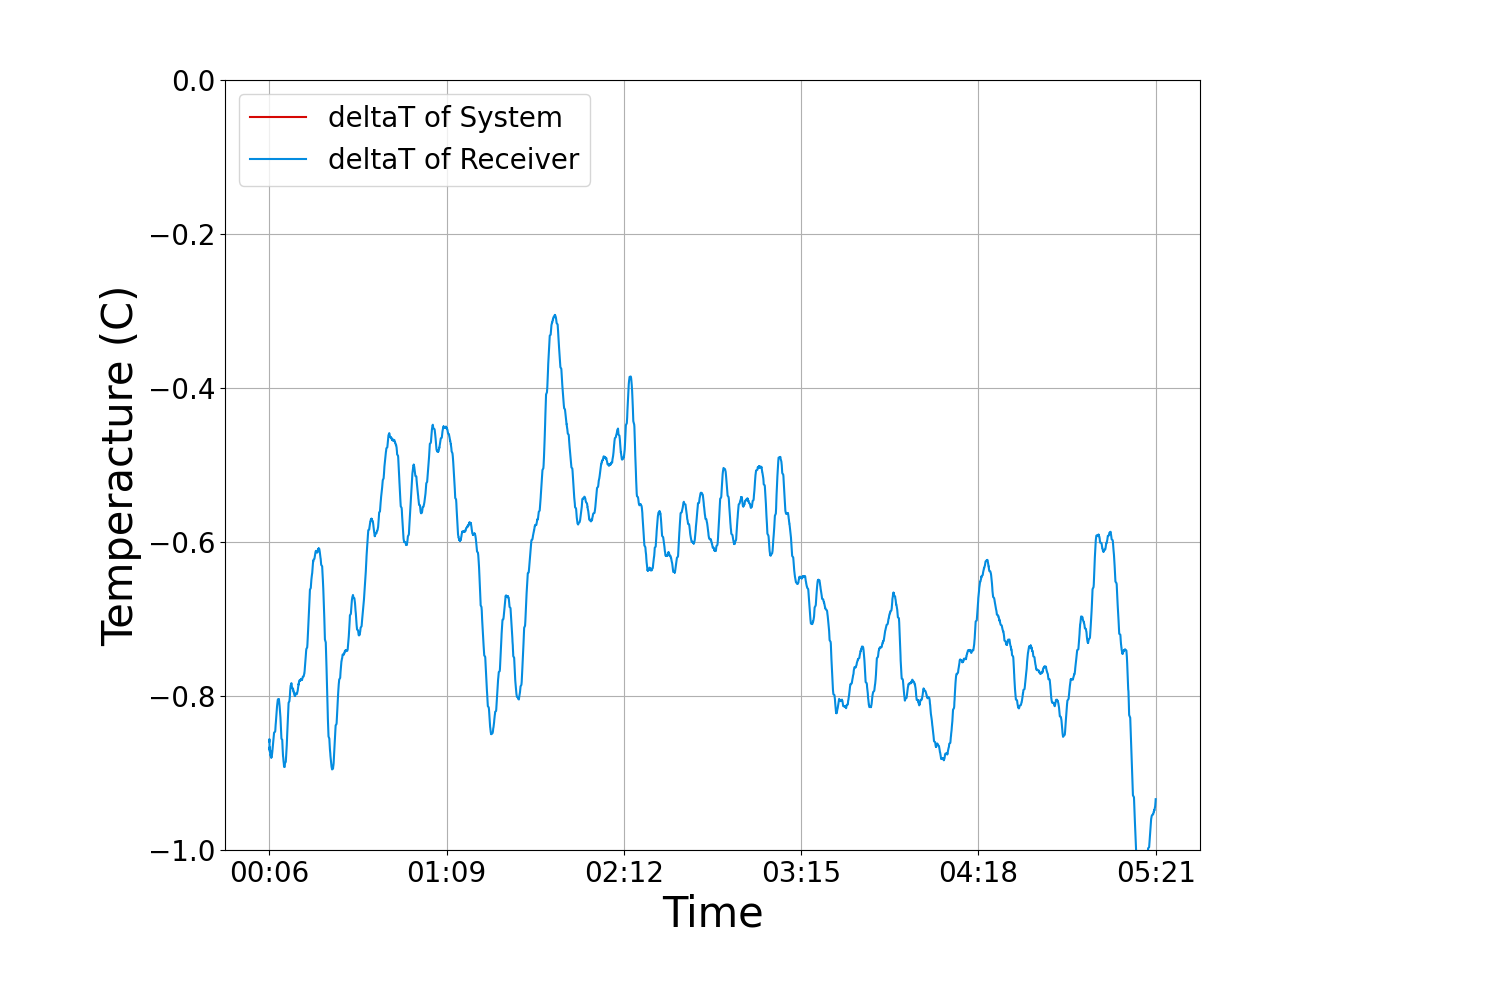 0.0
deltaT of System
deltaT of Receiver
−0.2
−0.4
−0.6
−0.8
−1.0
Temperacture (C)
00:06 01:09 02:12 03:15 04:18 05:21
Time